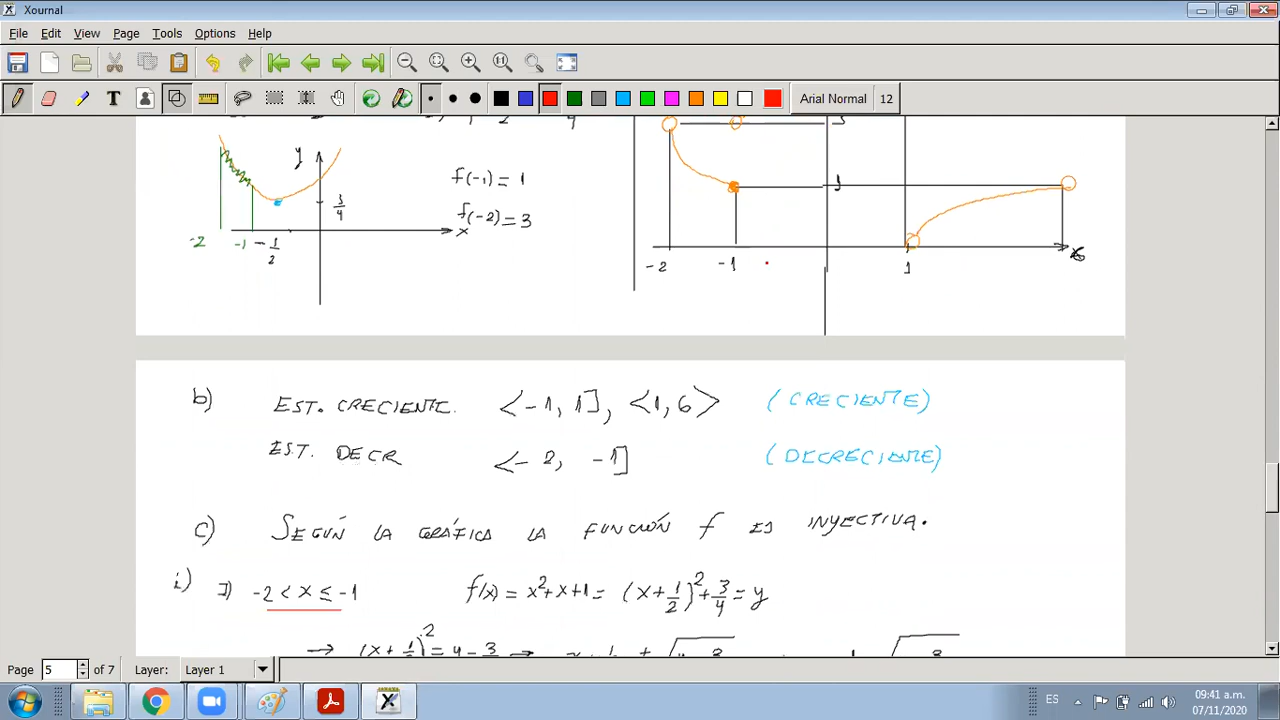 Xournal
File Edit View Page Tools Options Help
Arial Normal 12
y
f(-1) = 1
3/4
f(-2) = 3
x
-2 -1 -1/2
1
-2 -1 1
b) EST. CRECIENTE. <-1, 1], <1, 6> (CRECIENTE)
EST. DECR <-2, -1] (DECRECIENTE)
c) SEGÚN LA GRÁFICA LA FUNCIÓN f ES INYECTIVA.
i) -2 < x ≤ -1 f(x) = x²+x+1 = (x+1/2)²+3/4 = y
Page 5 of 7 Layer: Layer 1
ES
09:41 a.m.
07/11/2020